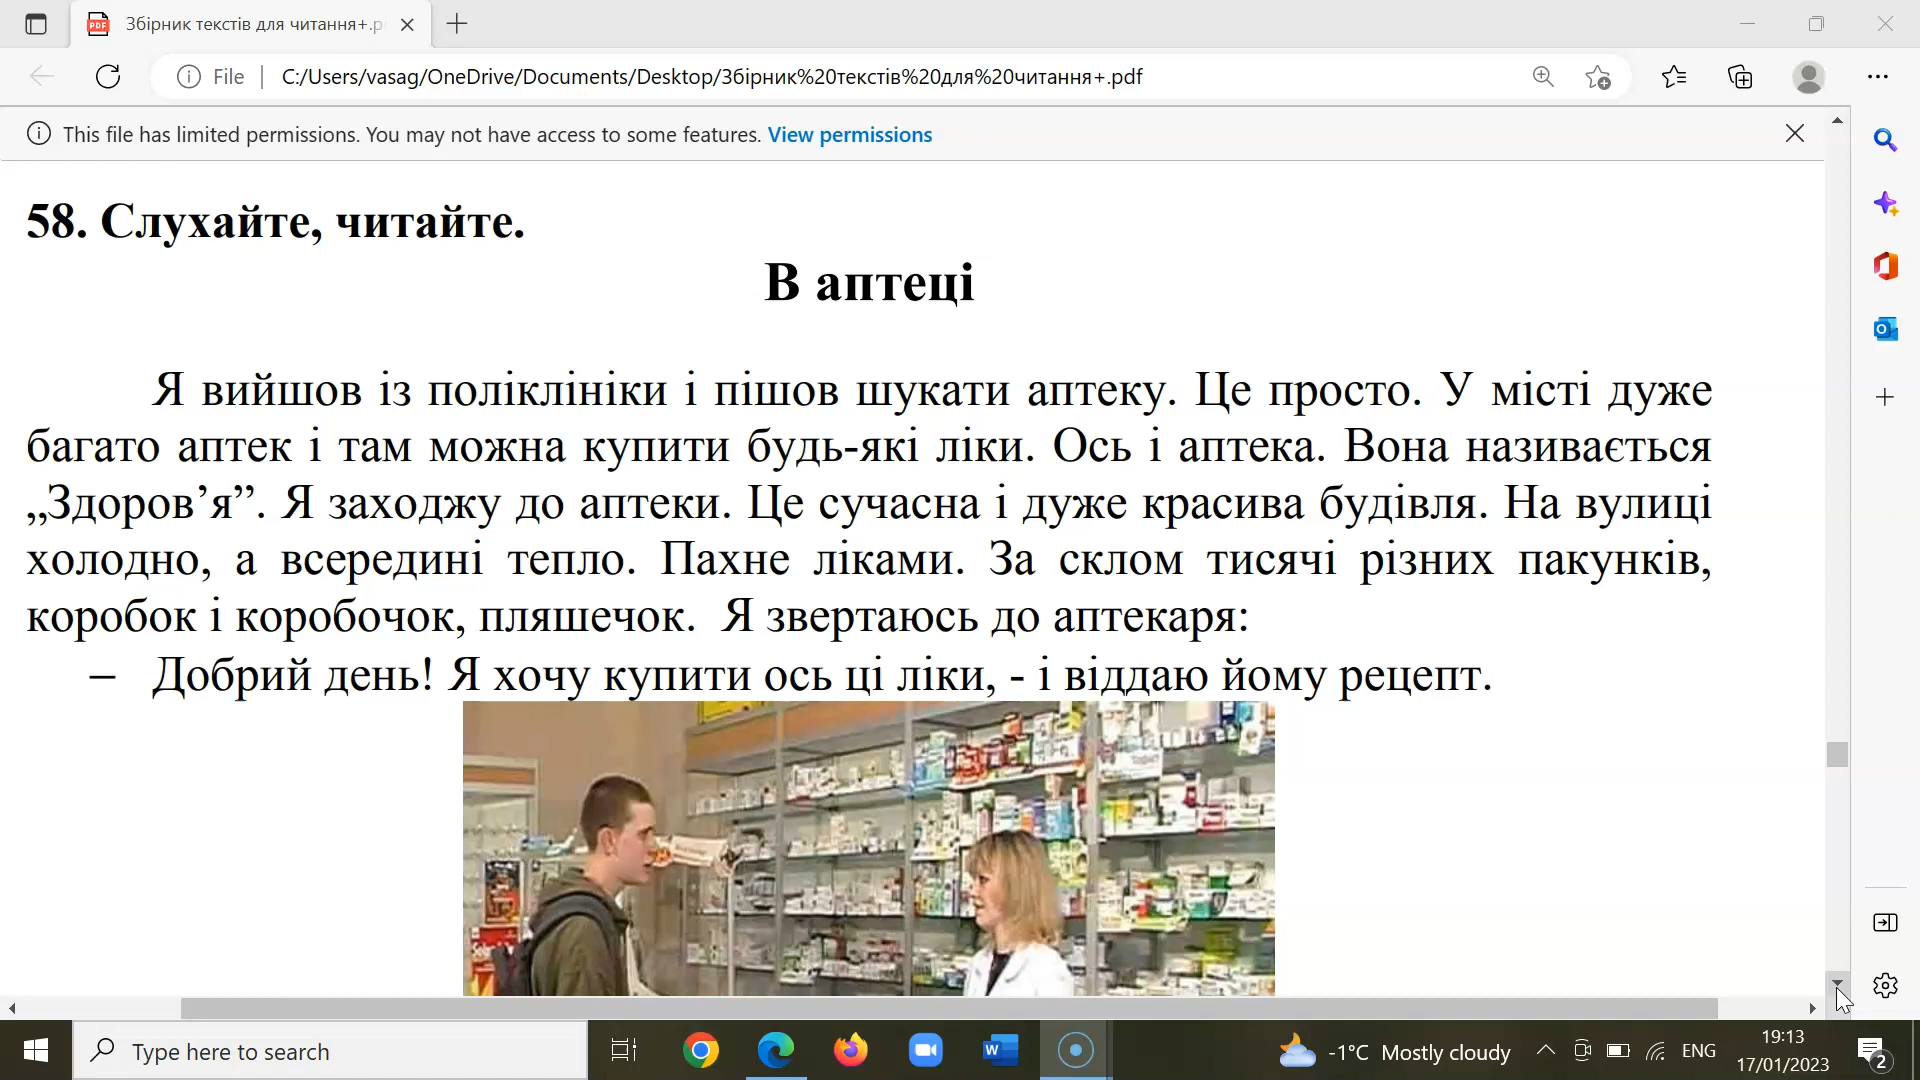 Збірник текстів для читання+.p
File
C:/Users/vasag/OneDrive/Documents/Desktop/Збірник%20текстів%20для%20читання+.pdf
This file has limited permissions. You may not have access to some features. View permissions
58. Слухайте, читайте.
В аптеці
Я вийшов із поліклініки і пішов шукати аптеку. Це просто. У місті дуже
багато аптек і там можна купити будь-які ліки. Ось і аптека. Вона називається
„Здоров’я”. Я заходжу до аптеки. Це сучасна і дуже красива будівля. На вулиці
холодно, а всередині тепло. Пахне ліками. За склом тисячі різних пакунків,
коробок і коробочок, пляшечок. Я звертаюсь до аптекаря:
– Добрий день! Я хочу купити ось ці ліки, - і віддаю йому рецепт.
Type here to search
-1°C Mostly cloudy
ENG
19:13
17/01/2023
2